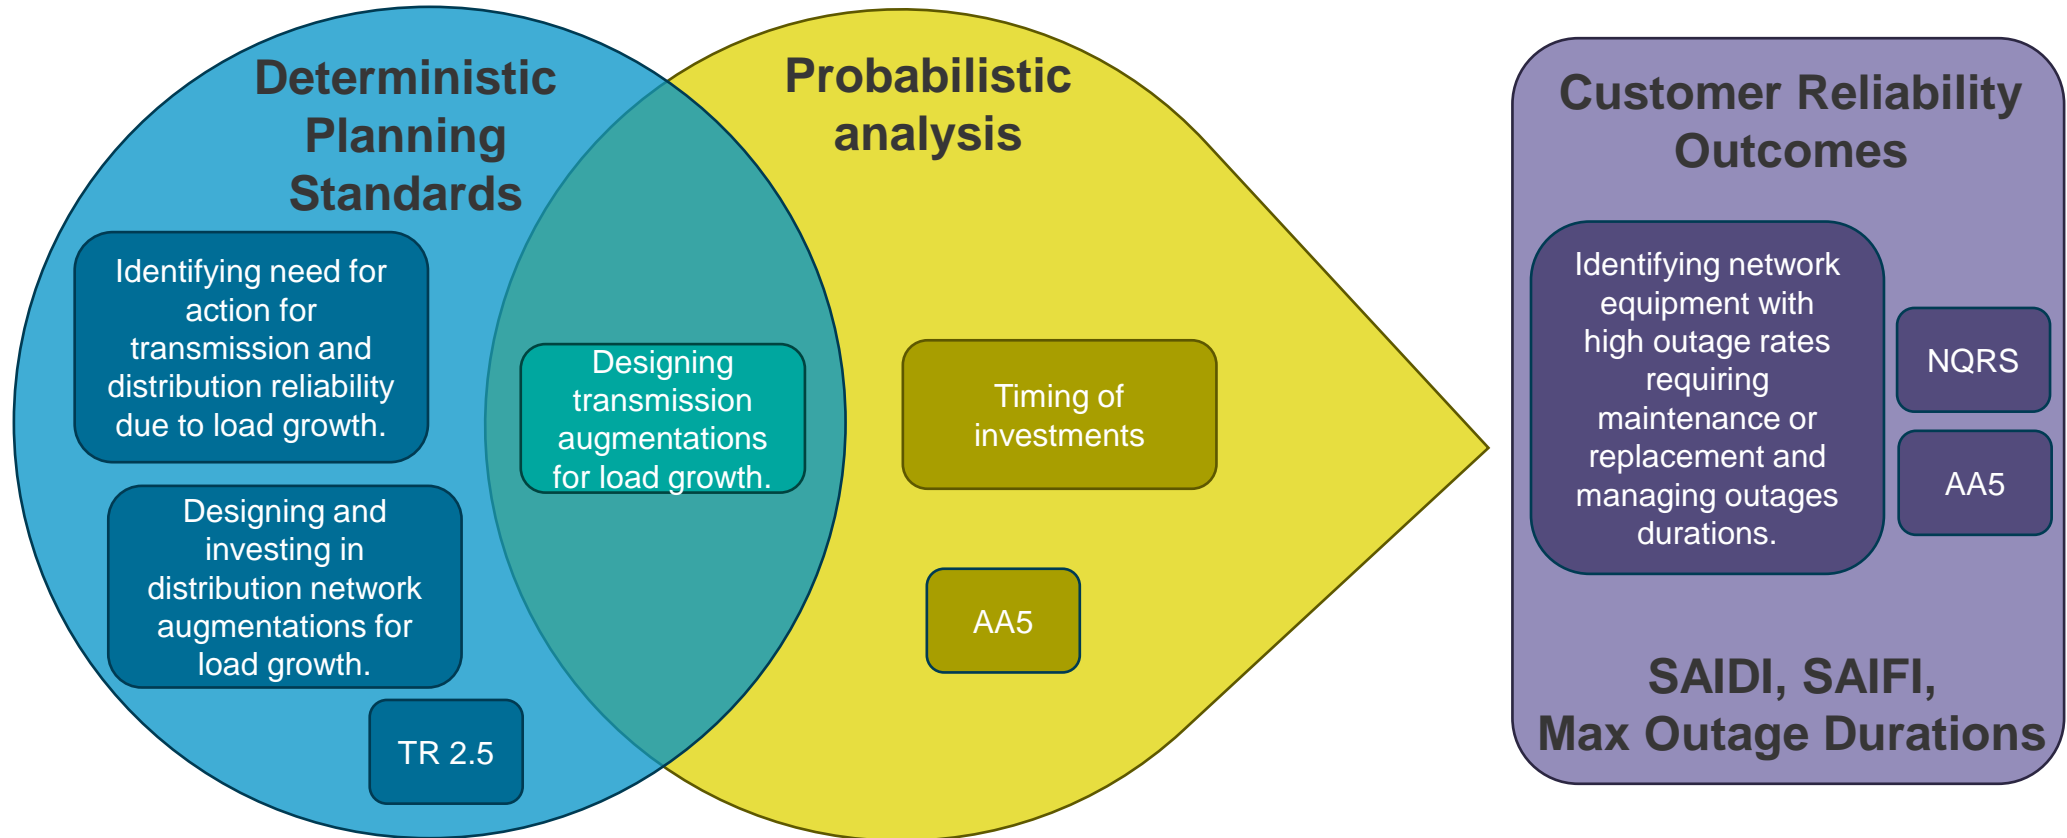 Deterministic
Planning
Standards
Identifying need for
action for
transmission and
distribution reliability
due to load growth.
Designing and
investing in
distribution network
augmentations for
load growth.
TR 2.5
Designing
transmission
augmentations
for load growth.
Probabilistic
analysis
Timing of
investments
AA5
Customer Reliability
Outcomes
Identifying network
equipment with
high outage rates
requiring
maintenance or
replacement and
managing outages
durations.
NQRS
AA5
SAIDI, SAIFI,
Max Outage Durations